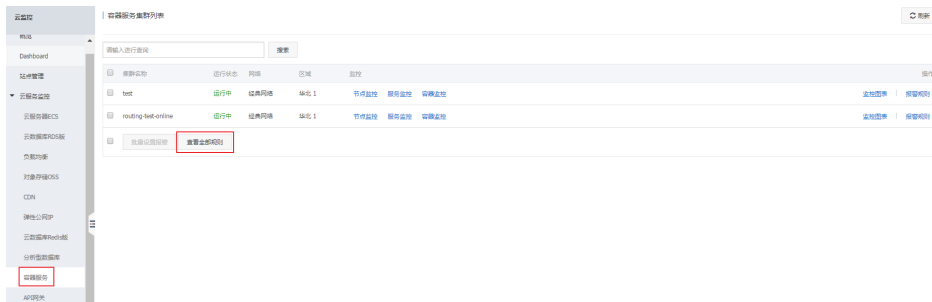 云监控
概览
Dashboard
站点管理
云服务监控
云服务器ECS
云数据库RDS版
负载均衡
对象存储OSS
CDN
弹性公网IP
云数据库Redis版
分析型数据库
容器服务
API网关
容器服务集群列表
刷新
请输入进行查询 搜索
集群名称 运行状态 网络 区域 监控 操作
test 运行中 经典网络 华北 1 节点监控 服务监控 容器监控 监控图表 | 报警规则
routing-test-online 运行中 经典网络 华北 1 节点监控 服务监控 容器监控 监控图表 | 报警规则
批量设置报警 查看全部规则